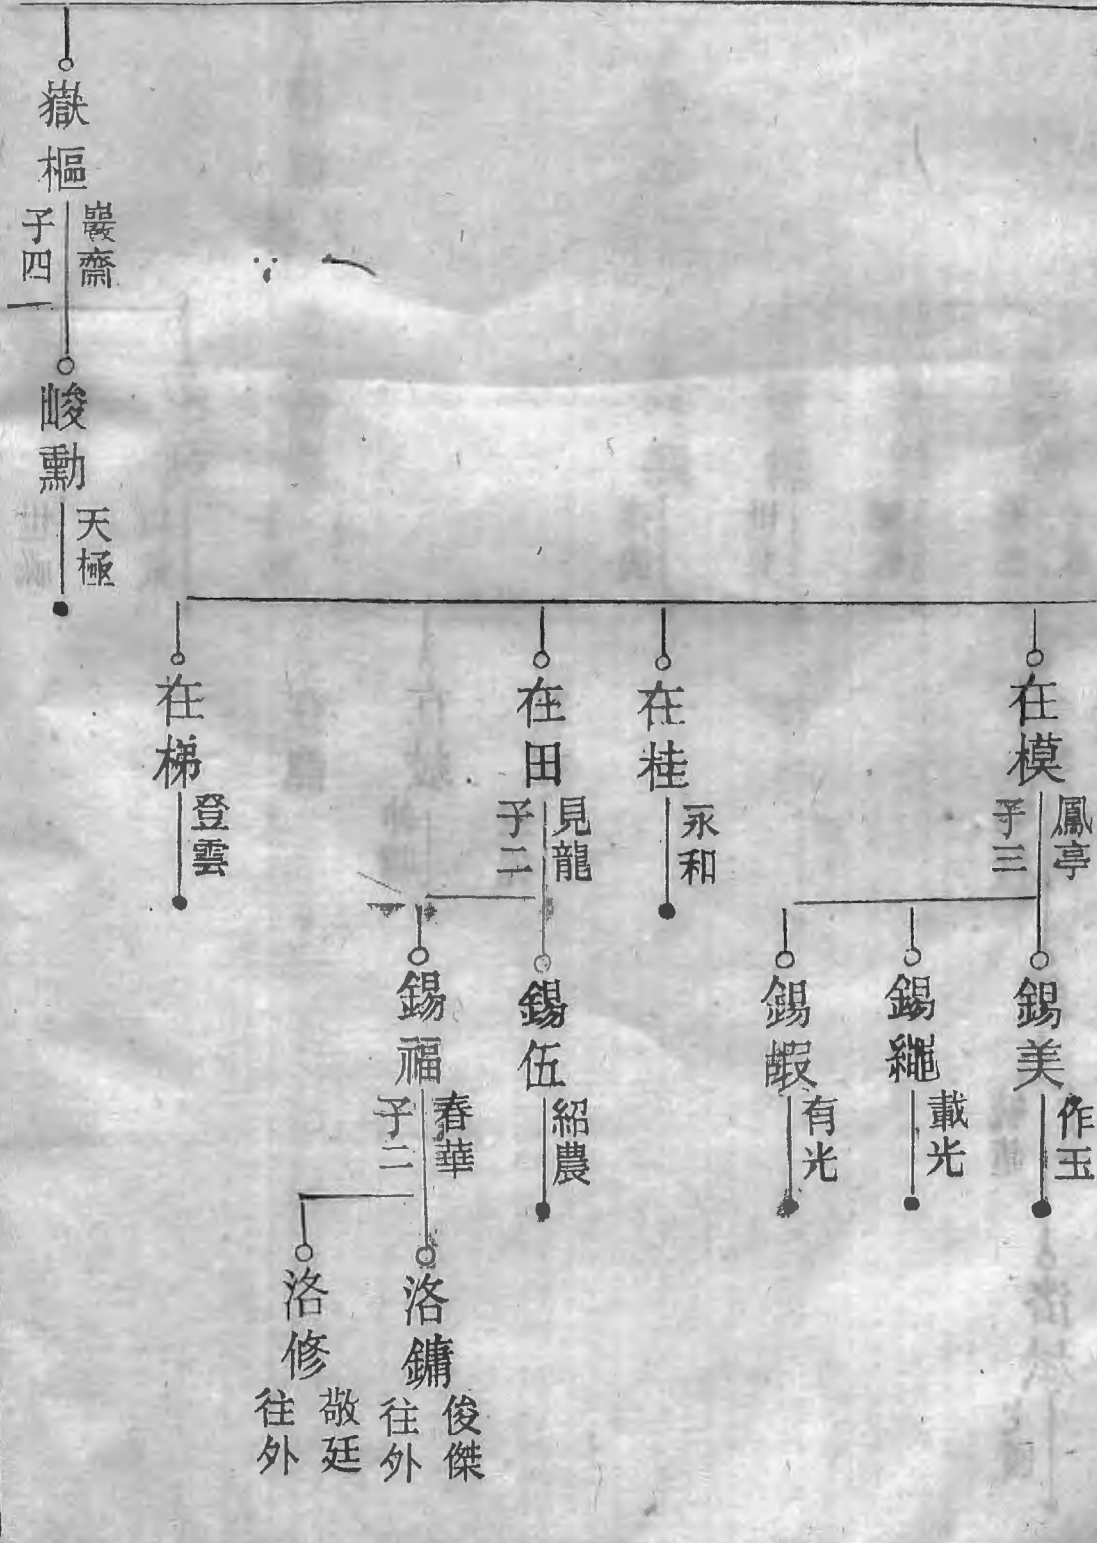 在模
鳳亭
子三
錫美
作玉
錫繩
載光
錫嘏
有光
在桂
永和
在田
見龍
子二
錫伍
紹農
錫福
春華
子二
洛鏞
俊傑
往外
洛修
敬廷
往外
在梯
登雲
嶽樞
巖齋
子四
峻勳
天極